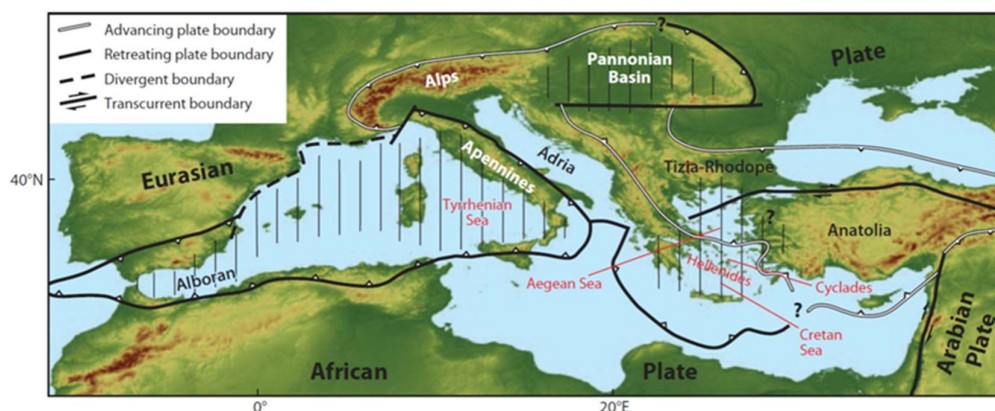 Advancing plate boundary
Retreating plate boundary
Divergent boundary
Transcurrent boundary
?
Plate
Pannonian
Basin
Alps
Adria
Apennines
Eurasian
Tizia-Rhodope
40°N
Tyrrhenian
Sea
?
Anatolia
Alboran
Aegean Sea
Hellenides
Cyclades
?
Cretan
Sea
Arabian
Plate
African
Plate
0°
20°E